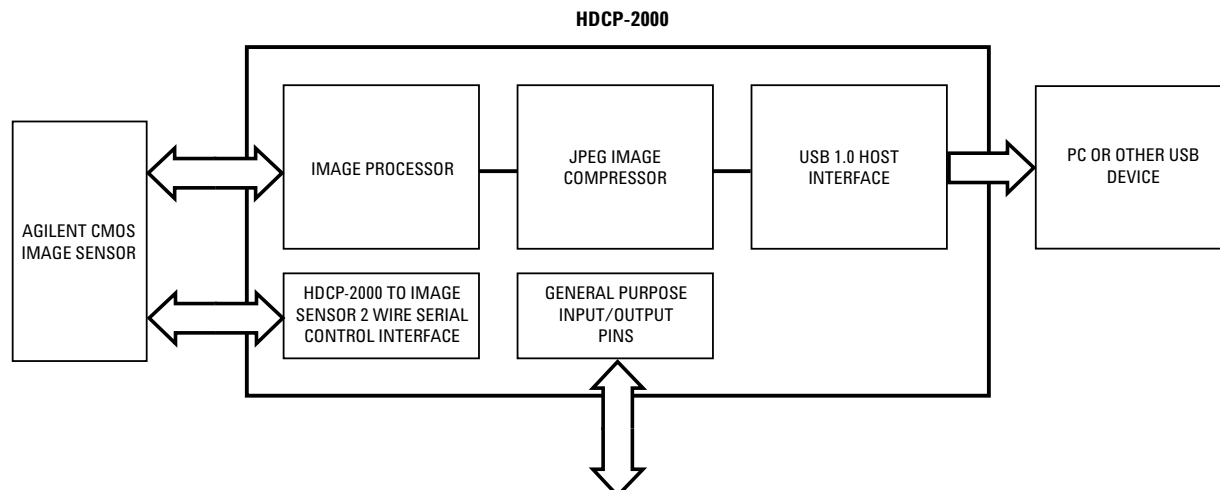 HDCP-2000
AGILENT CMOS
IMAGE SENSOR
IMAGE PROCESSOR
JPEG IMAGE
COMPRESSOR
USB 1.0 HOST
INTERFACE
PC OR OTHER USB
DEVICE
HDCP-2000 TO IMAGE
SENSOR 2 WIRE SERIAL
CONTROL INTERFACE
GENERAL PURPOSE
INPUT/OUTPUT
PINS